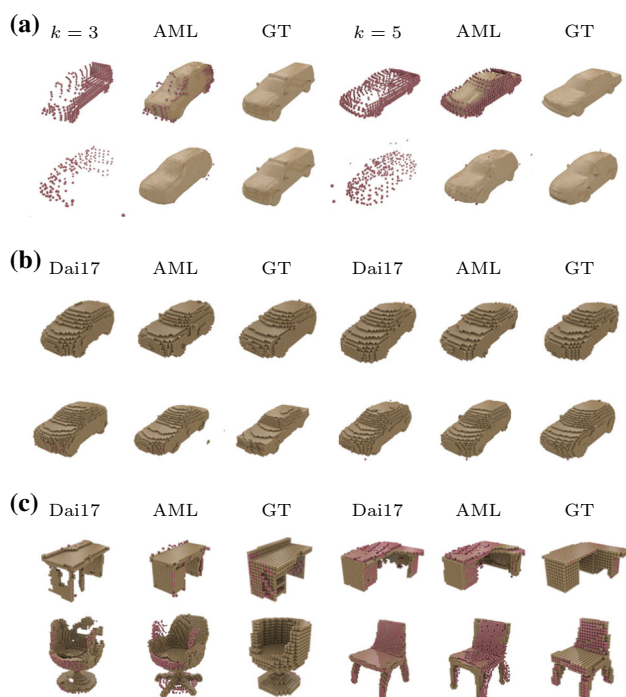 (a) k = 3 AML GT k = 5 AML GT
(b) Dai17 AML GT Dai17 AML GT
(c) Dai17 AML GT Dai17 AML GT